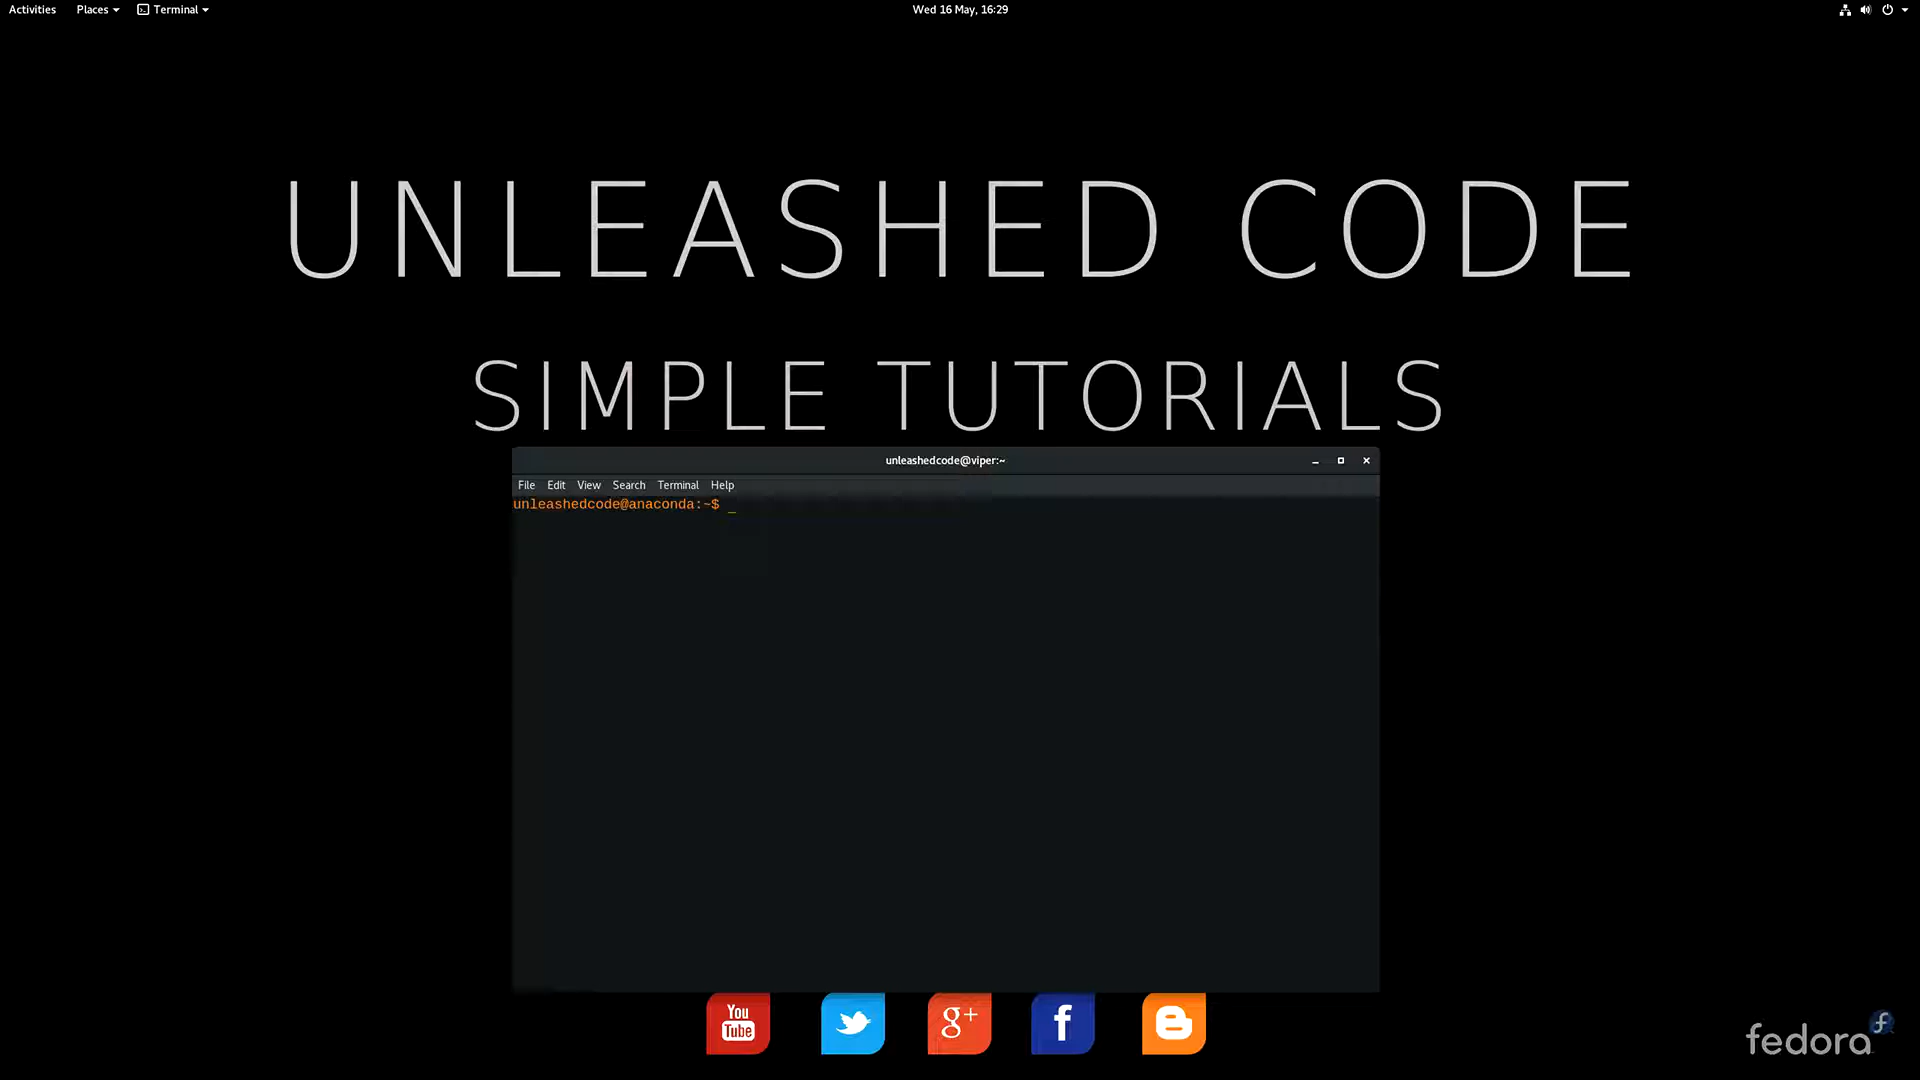 Activities Places Terminal Wed 16 May, 16:29
UNLEASHED CODE
SIMPLE TUTORIALS
unleashedcode@viper:~
File Edit View Search Terminal Help
unleashedcode@anaconda:~$ _
You Tube g+ f B
fedora f